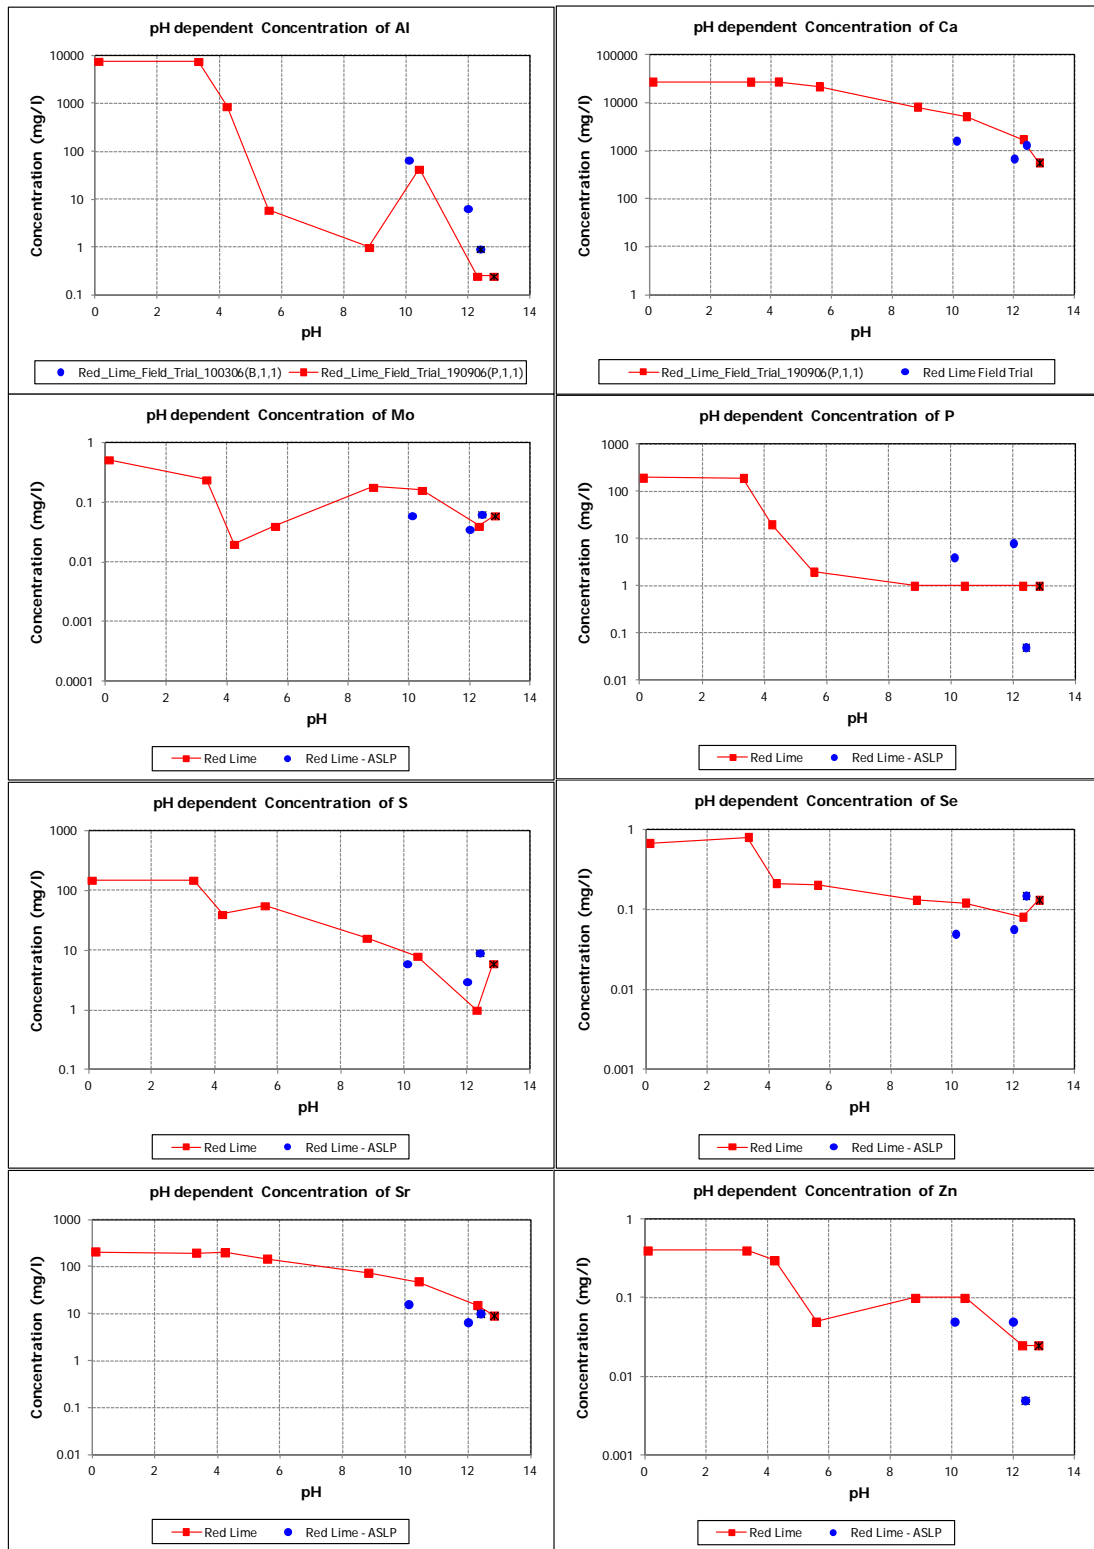 pH dependent Concentration of Al
Concentration (mg/l)
10000
1000
100
10
1
0.1
0 2 4 6 8 10 12 14
pH
Red_Lime_Field_Trial_100306(B,1,1) Red_Lime_Field_Trial_190906(P,1,1)
pH dependent Concentration of Ca
Concentration (mg/l)
100000
10000
1000
100
10
1
0 2 4 6 8 10 12 14
pH
Red_Lime_Field_Trial_190906(P,1,1) Red Lime Field Trial
pH dependent Concentration of Mo
Concentration (mg/l)
1
0.1
0.01
0.001
0.0001
0 2 4 6 8 10 12 14
pH
Red Lime Red Lime - ASLP
pH dependent Concentration of P
Concentration (mg/l)
1000
100
10
1
0.1
0.01
0 2 4 6 8 10 12 14
pH
Red Lime Red Lime - ASLP
pH dependent Concentration of S
Concentration (mg/l)
1000
100
10
1
0.1
0 2 4 6 8 10 12 14
pH
Red Lime Red Lime - ASLP
pH dependent Concentration of Se
Concentration (mg/l)
1
0.1
0.01
0.001
0 2 4 6 8 10 12 14
pH
Red Lime Red Lime - ASLP
pH dependent Concentration of Sr
Concentration (mg/l)
1000
100
10
1
0.1
0.01
0 2 4 6 8 10 12 14
pH
Red Lime Red Lime - ASLP
pH dependent Concentration of Zn
Concentration (mg/l)
1
0.1
0.01
0.001
0 2 4 6 8 10 12 14
pH
Red Lime Red Lime - ASLP